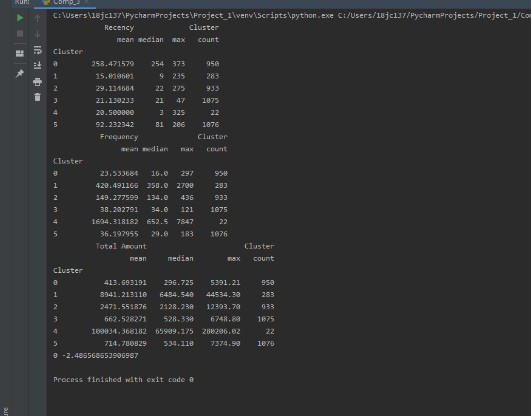 Run: Comp_3 ×
C:\Users\18jc137\PycharmProjects\Project_1\venv\Scripts\python.exe C:/Users/18jc137/PycharmProjects/Project_1/Co
Recency Cluster
mean median max count
Cluster
0 258.471579 254 373 950
1 15.010601 9 235 283
2 29.114684 22 275 933
3 21.130233 21 47 1075
4 20.500000 3 325 22
5 92.232342 81 206 1076
Frequency Cluster
mean median max count
Cluster
0 23.533684 16.0 297 950
1 420.491166 358.0 2700 283
2 149.277599 134.0 436 933
3 38.202791 34.0 121 1075
4 1694.318182 652.5 7847 22
5 36.197955 29.0 183 1076
Total Amount Cluster
mean median max count
Cluster
0 413.693191 296.725 5391.21 950
1 8941.213110 6484.540 44534.30 283
2 2471.551876 2128.230 12393.70 933
3 662.528271 528.330 6748.80 1075
4 100034.368182 65909.175 280206.02 22
5 714.780829 534.110 7374.90 1076
0 -2.486568653906987
Process finished with exit code 0